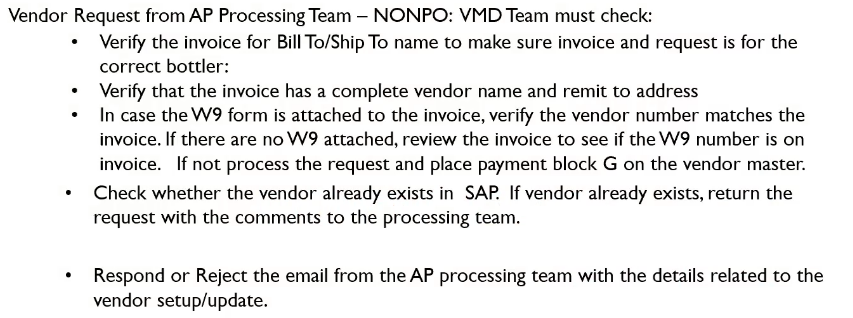 Vendor Request from AP Processing Team – NONPO: VMD Team must check:
• Verify the invoice for Bill To/Ship To name to make sure invoice and request is for the
correct bottler:
• Verify that the invoice has a complete vendor name and remit to address
• In case the W9 form is attached to the invoice, verify the vendor number matches the
invoice. If there are no W9 attached, review the invoice to see if the W9 number is on
invoice. If not process the request and place payment block G on the vendor master.
• Check whether the vendor already exists in SAP. If vendor already exists, return the
request with the comments to the processing team.
• Respond or Reject the email from the AP processing team with the details related to the
vendor setup/update.